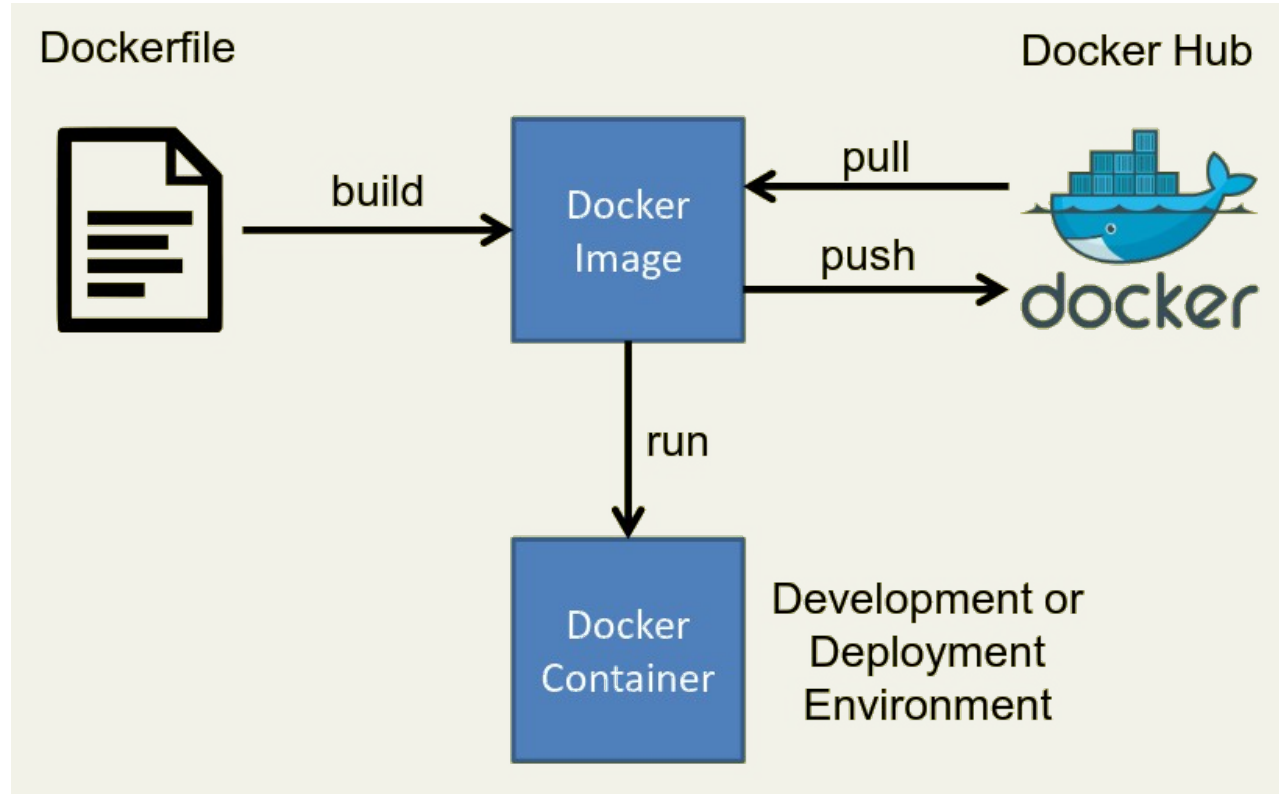 Dockerfile
Docker Hub
build
Docker
Image
pull
push
docker
run
Docker
Container
Development or
Deployment
Environment